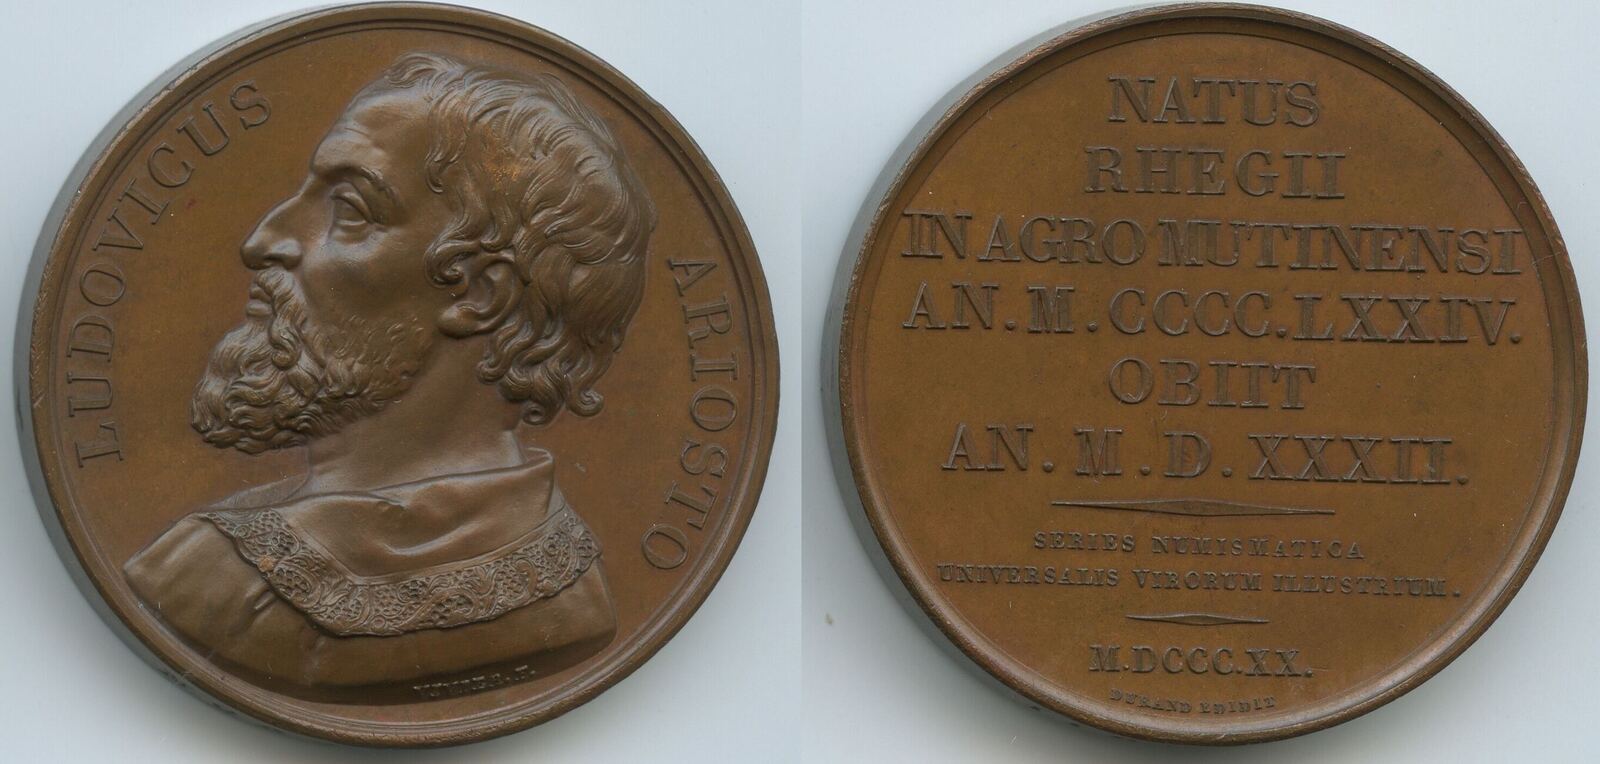 LUDOVICUS
ARIOSTO
VIVIER. F.
NATUS
RHEGII
IN AGRO MUTINENSI
AN. M. CCCC. LXXIV.
OBIIT
AN. M. D. XXXII.
SERIES NUMISMATICA
UNIVERSALIS VIRORUM ILLUSTRIUM.
M.DCCC.XX.
DURAND EDIDIT